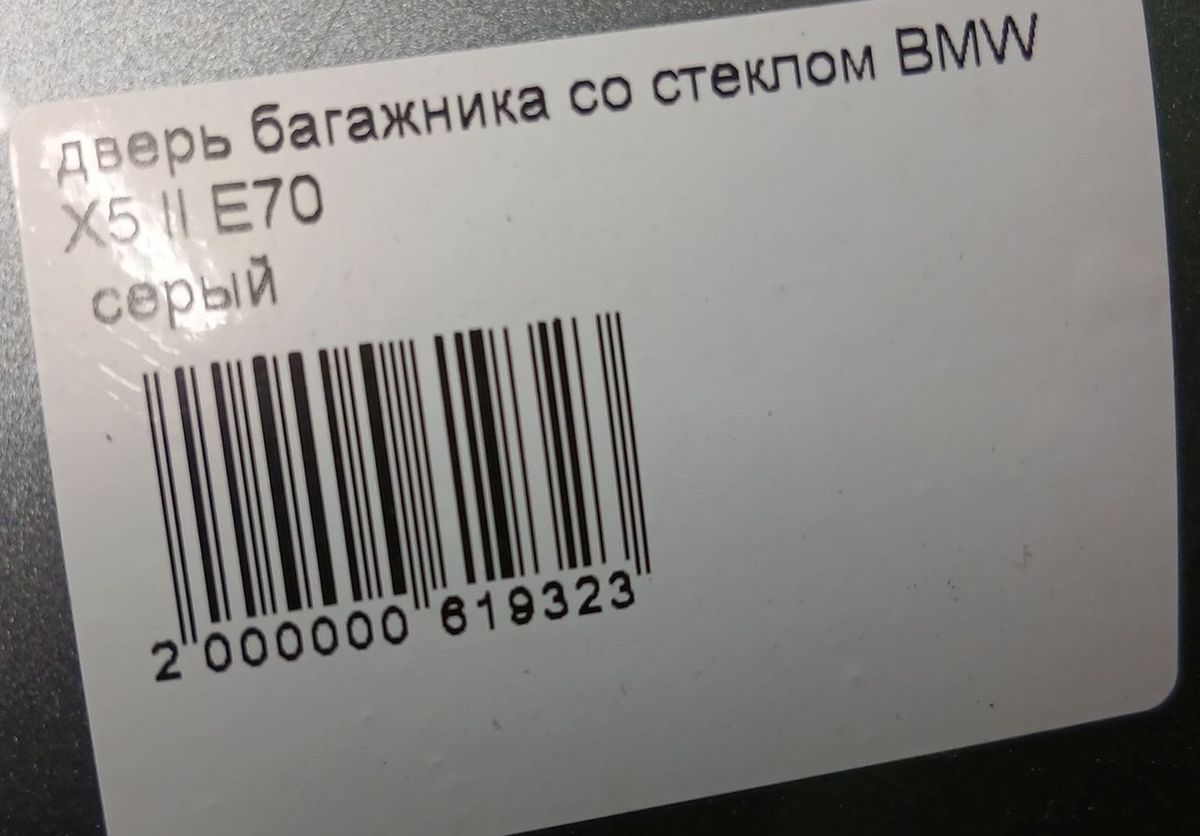 дверь багажника со стеклом BMW
X5 II E70
серый
2 000000 619323